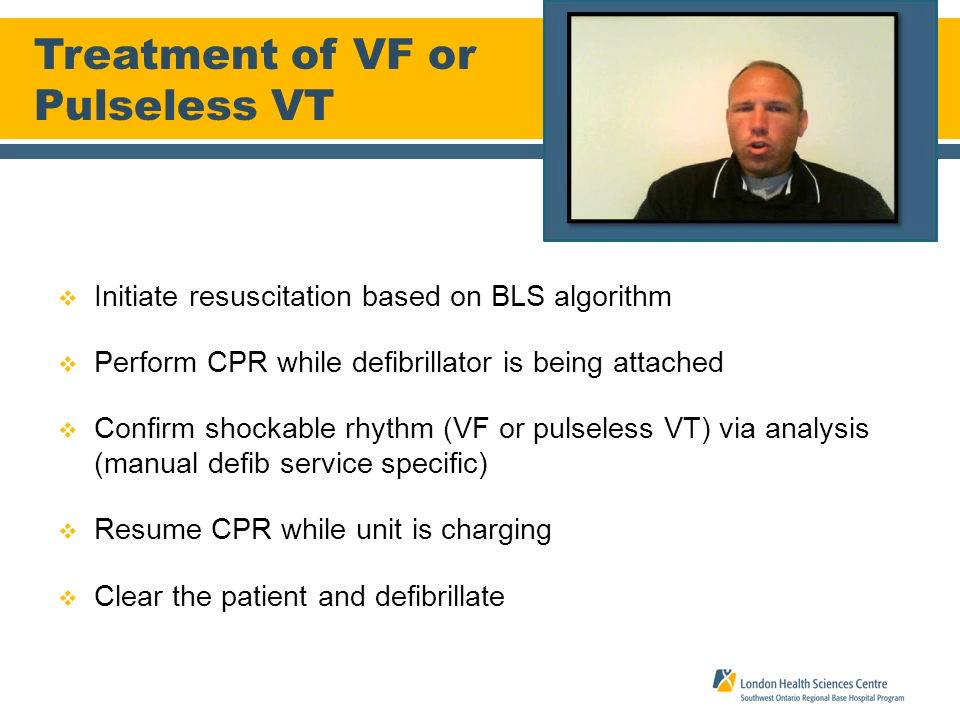 Treatment of VF or
Pulseless VT
Initiate resuscitation based on BLS algorithm
Perform CPR while defibrillator is being attached
Confirm shockable rhythm (VF or pulseless VT) via analysis
(manual defib service specific)
Resume CPR while unit is charging
Clear the patient and defibrillate
London Health Sciences Centre
Southwest Ontario Regional Base Hospital Program